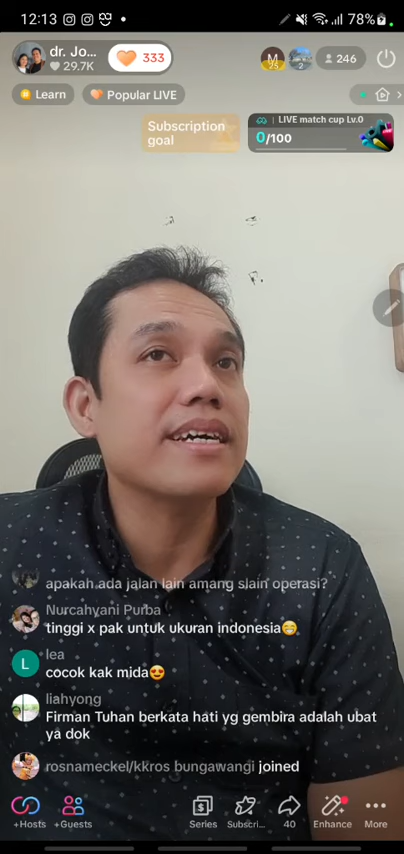 12:13
78%
dr. Jo...
29.7K
333
M
25
2
246
Learn
Popular LIVE
Subscription
goal
LIVE match cup Lv.0
0/100
apakah ada jalan lain amang slain operasi?
Nurcahyani Purba
tinggi x pak untuk ukuran indonesia😁
L
lea
cocok kak mida😍
liahyong
Firman Tuhan berkata hati yg gembira adalah ubat
ya dok
rosnameckel/kkros bungawangi joined
+Hosts
+Guests
Series
Subscri...
40
Enhance
More